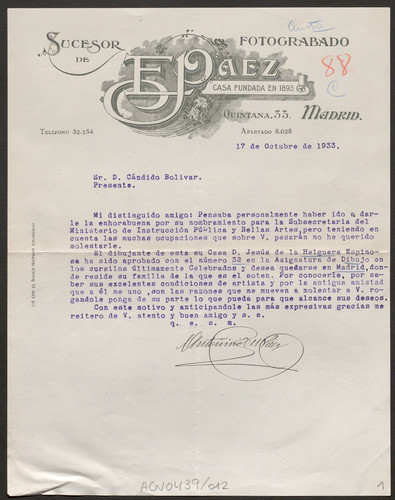 SUCESOR
DE
E. PAEZ
FOTOGRABADO
CASA FUNDADA EN 1893
88
C
QUINTANA, 33. MADRID.
TELÉFONO 32.254
APARTADO 8.028
17 de Octubre de 1933.
Sr. D. Cándido Bolivar.
Presente.
Mi distinguido amigo: Pensaba personalmente haber ido a dar-
le la enhorabuena por su nombramiento para la Subsecretaría del
Ministerio de Instrucción Pública y Bellas Artes, pero teniendo en
cuenta las muchas ocupaciones que sobre V. pesarán no he querido
molestarle.
El dibujante de esta su Casa D. Jesús de la Helguera Espino-
sa ha sido aprobado con el número 32 en la Asignatura de Dibujo en
los cursilos Últimamente Celebrados y desea quedarse en Madrid, don-
de reside su familia de la que es el sosten. Por conocerle, por sa-
ber sus excelentes condiciones de artista y por la antigua amistad
que a él me uno, son las razones que me mueven a molestar a V. ro-
gandole ponga de su parte lo que pueda para que alcanse sus deseos.
Con este motivo y anticipandole las más expresivas gracias me
reitero de V. atento y buen amigo y s. s.
q. e. s. m.
ACN0439/012
1